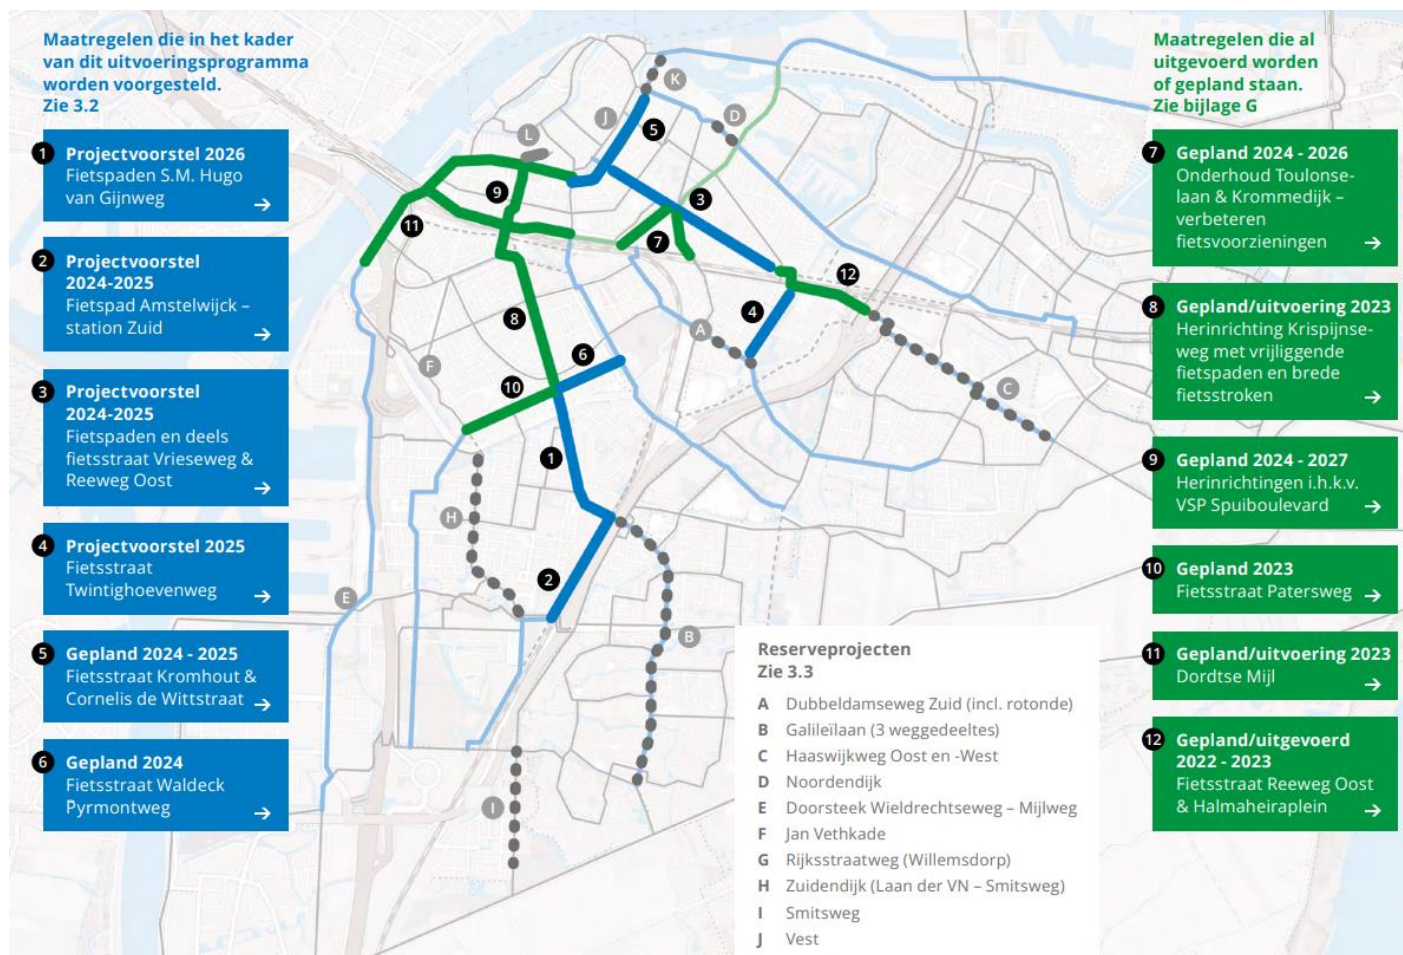 Maatregelen die in het kader
van dit uitvoeringsprogramma
worden voorgesteld.
Zie 3.2
1 Projectvoorstel 2026
Fietspaden S.M. Hugo
van Gijnweg →
2 Projectvoorstel
2024-2025
Fietspad Amstelwijck –
station Zuid →
3 Projectvoorstel
2024-2025
Fietspaden en deels
fietsstraat Vrieseweg &
Reeweg Oost →
4 Projectvoorstel 2025
Fietsstraat
Twintighoevenweg →
5 Gepland 2024 - 2025
Fietsstraat Kromhout &
Cornelis de Wittstraat →
6 Gepland 2024
Fietsstraat Waldeck
Pyrmontweg →
K
J
D
L
5
9
3
11
7
12
4
8
A
6
F
10
C
1
H
2
E
B
I
Maatregelen die al
uitgevoerd worden
of gepland staan.
Zie bijlage G
7 Gepland 2024 - 2026
Onderhoud Toulonse-
laan & Krommedijk –
verbeteren
fietsvoorzieningen →
8 Gepland/uitvoering 2023
Herinrichting Krispijnse-
weg met vrijliggende
fietspaden en brede
fietsstroken →
9 Gepland 2024 - 2027
Herinrichtingen i.h.k.v.
VSP Spuiboulevard →
10 Gepland 2023
Fietsstraat Patersweg →
11 Gepland/uitvoering 2023
Dordtse Mijl →
12 Gepland/uitgevoerd
2022 - 2023
Fietsstraat Reeweg Oost
& Halmaheiraplein →
Reserveprojecten
Zie 3.3
A Dubbeldamseweg Zuid (incl. rotonde)
B Galileïlaan (3 weggedeeltes)
C Haaswijkweg Oost en -West
D Noordendijk
E Doorsteek Wieldrechtseweg – Mijlweg
F Jan Vethkade
G Rijksstraatweg (Willemsdorp)
H Zuidendijk (Laan der VN – Smitsweg)
I Smitsweg
J Vest